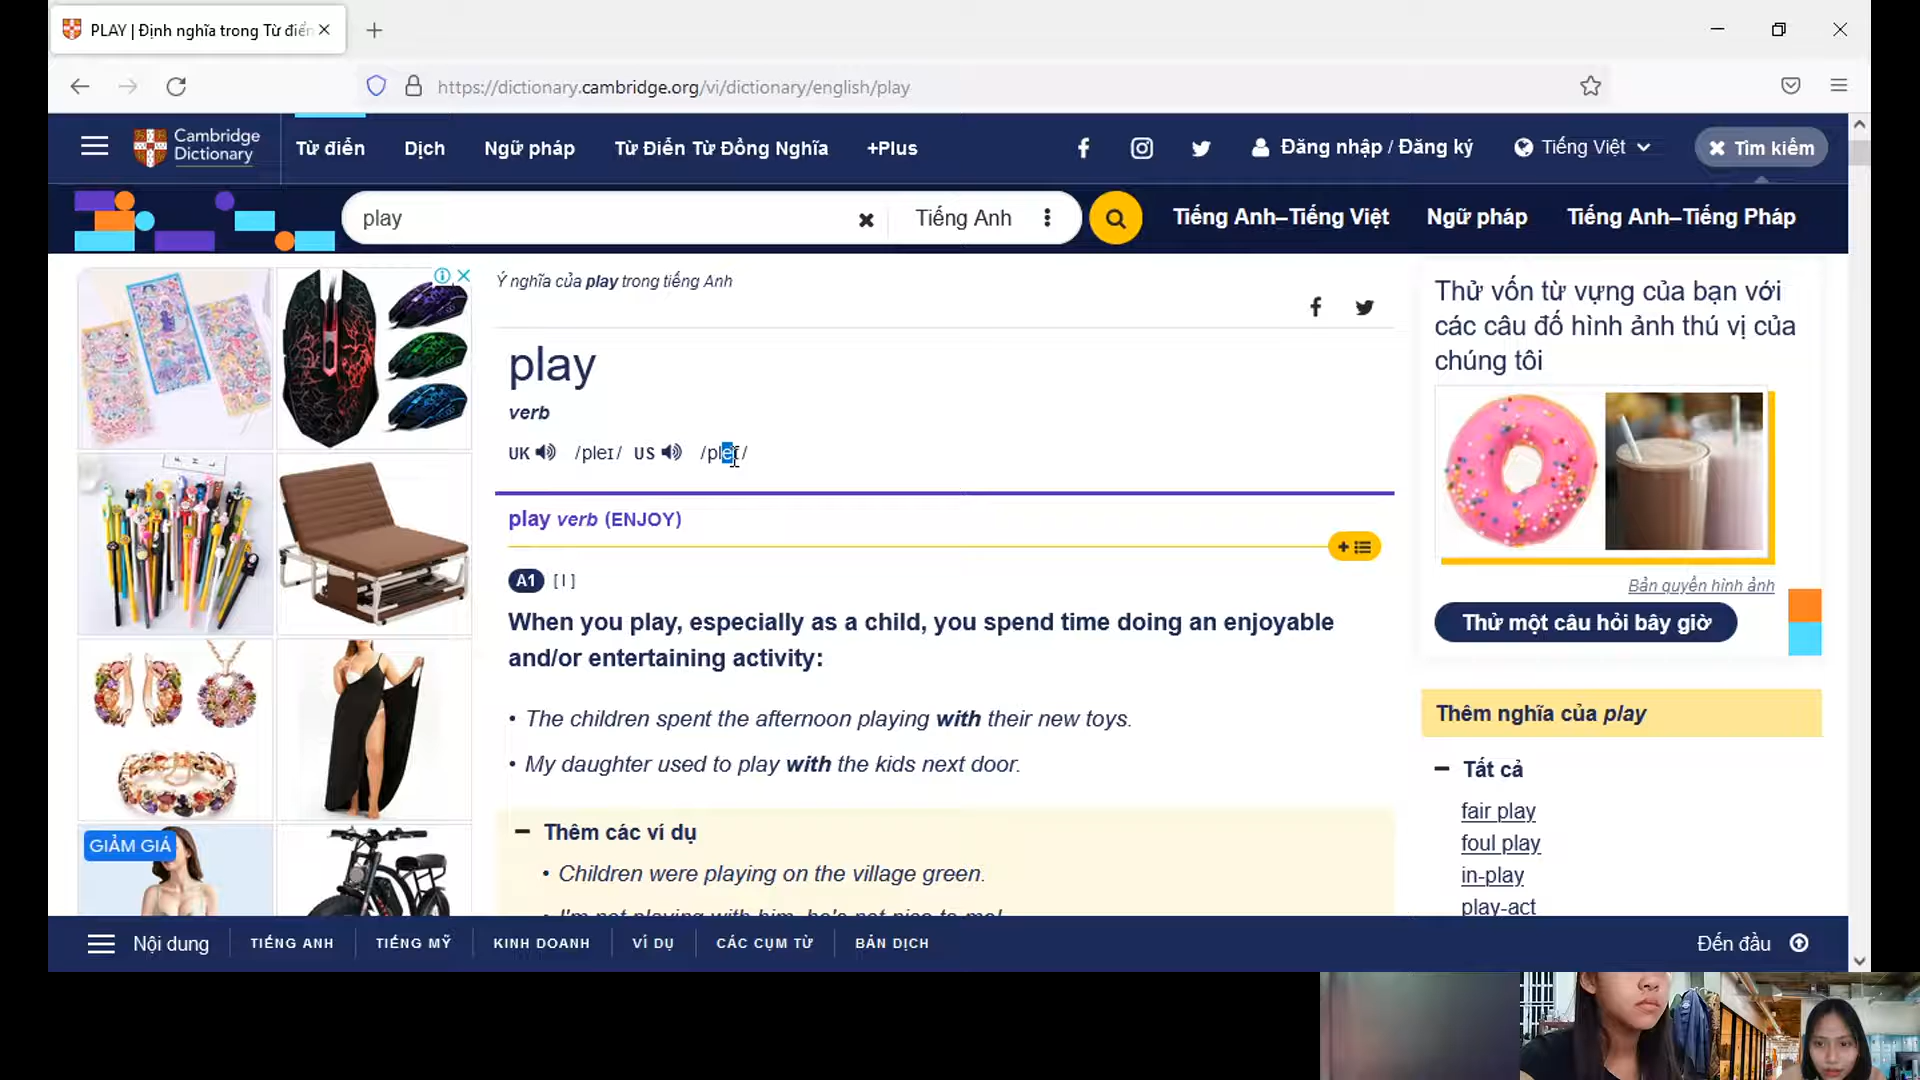 PLAY | Định nghĩa trong Từ điển
https://dictionary.cambridge.org/vi/dictionary/english/play
Cambridge Dictionary
Từ điển
Dịch
Ngữ pháp
Từ Điển Từ Đồng Nghĩa
+Plus
Đăng nhập / Đăng ký
Tiếng Việt
Tìm kiếm
play
Tiếng Anh
Tiếng Anh–Tiếng Việt
Ngữ pháp
Tiếng Anh–Tiếng Pháp
Ý nghĩa của play trong tiếng Anh
play
verb
UK /pleɪ/ US /pleɪ/
play verb (ENJOY)
A1 [ I ]
When you play, especially as a child, you spend time doing an enjoyable
and/or entertaining activity:
• The children spent the afternoon playing with their new toys.
• My daughter used to play with the kids next door.
Thêm các ví dụ
• Children were playing on the village green.
• I'm not playing with him, he's not nice to me!
Thử vốn từ vựng của bạn với
các câu đố hình ảnh thú vị của
chúng tôi
Bản quyền hình ảnh
Thử một câu hỏi bây giờ
Thêm nghĩa của play
Tất cả
fair play
foul play
in-play
play-act
GIẢM GIÁ
Nội dung
TIẾNG ANH
TIẾNG MỸ
KINH DOANH
VÍ DỤ
CÁC CỤM TỪ
BẢN DỊCH
Đến đầu